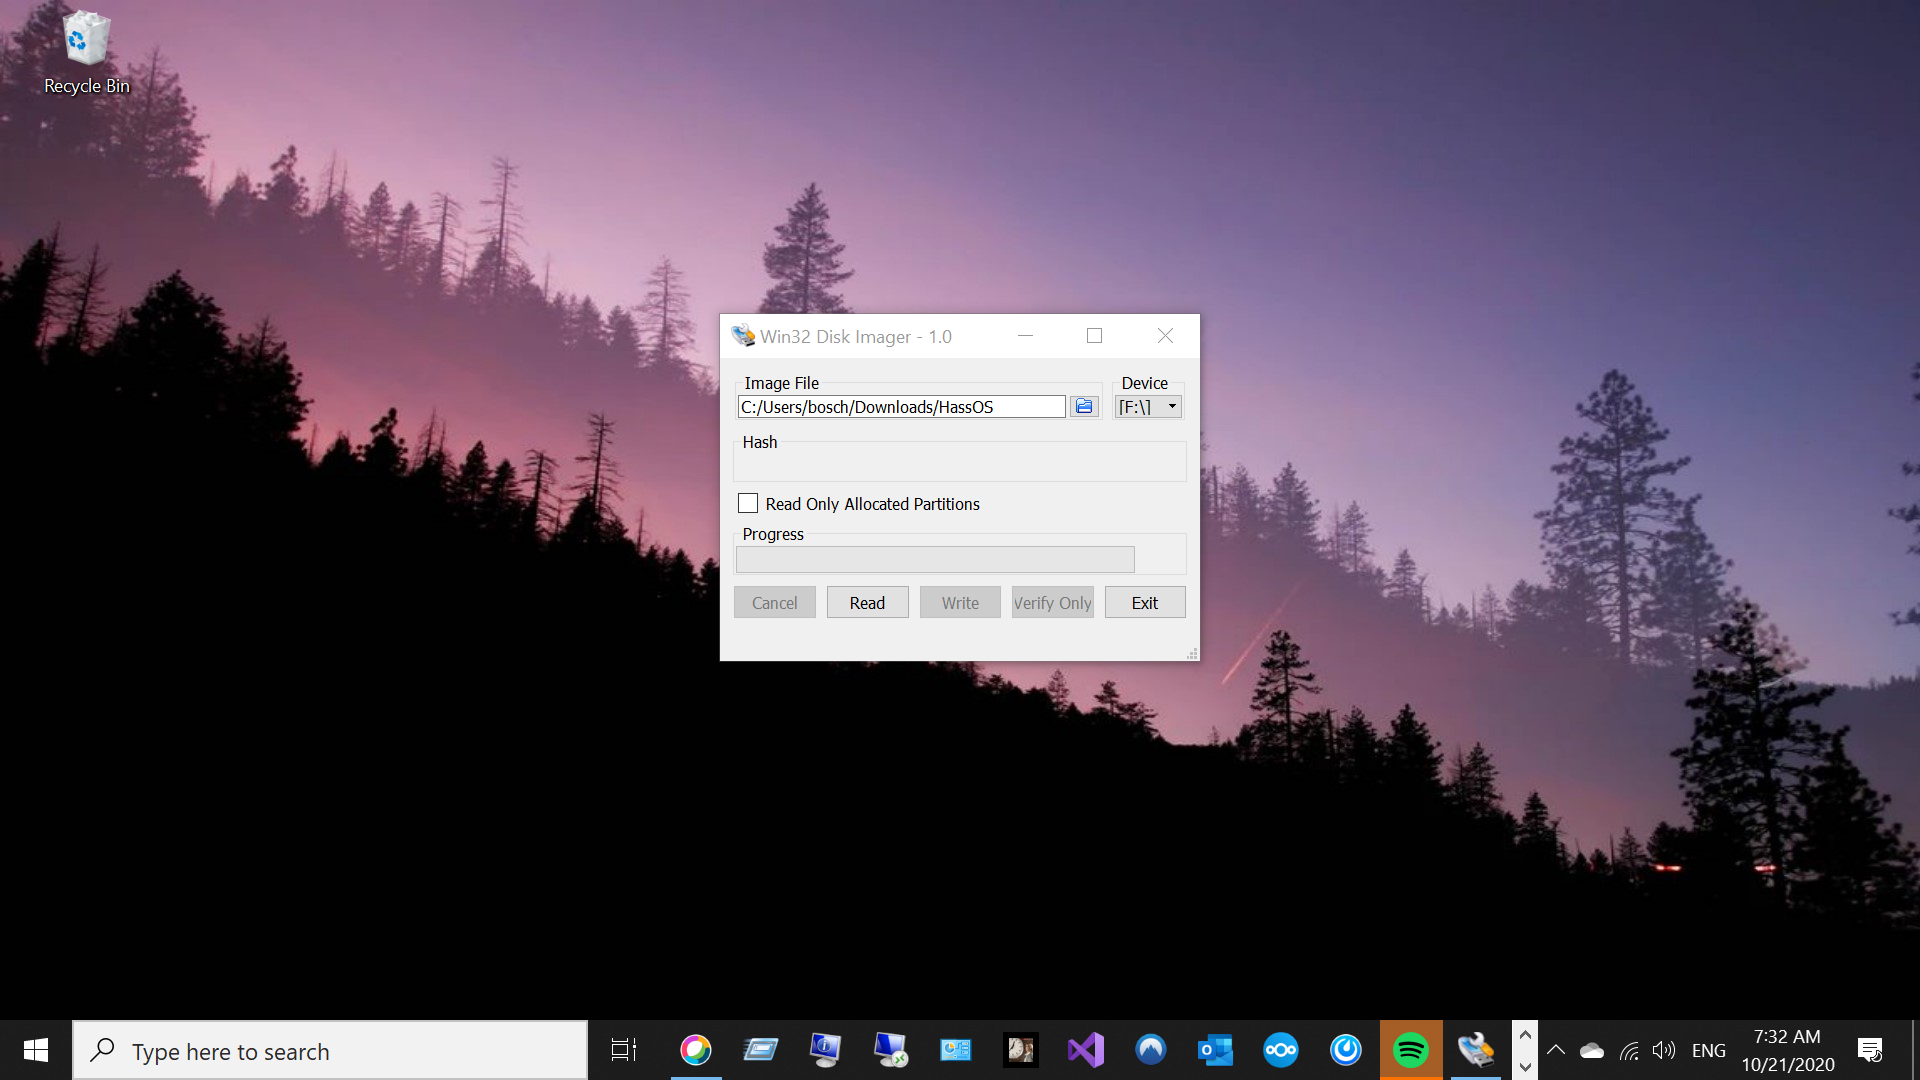 Recycle Bin
Win32 Disk Imager - 1.0
Image File
Device
C:/Users/bosch/Downloads/HassOS
[F:\]
Hash
Read Only Allocated Partitions
Progress
Cancel
Read
Write
Verify Only
Exit
Type here to search
ENG
7:32 AM
10/21/2020